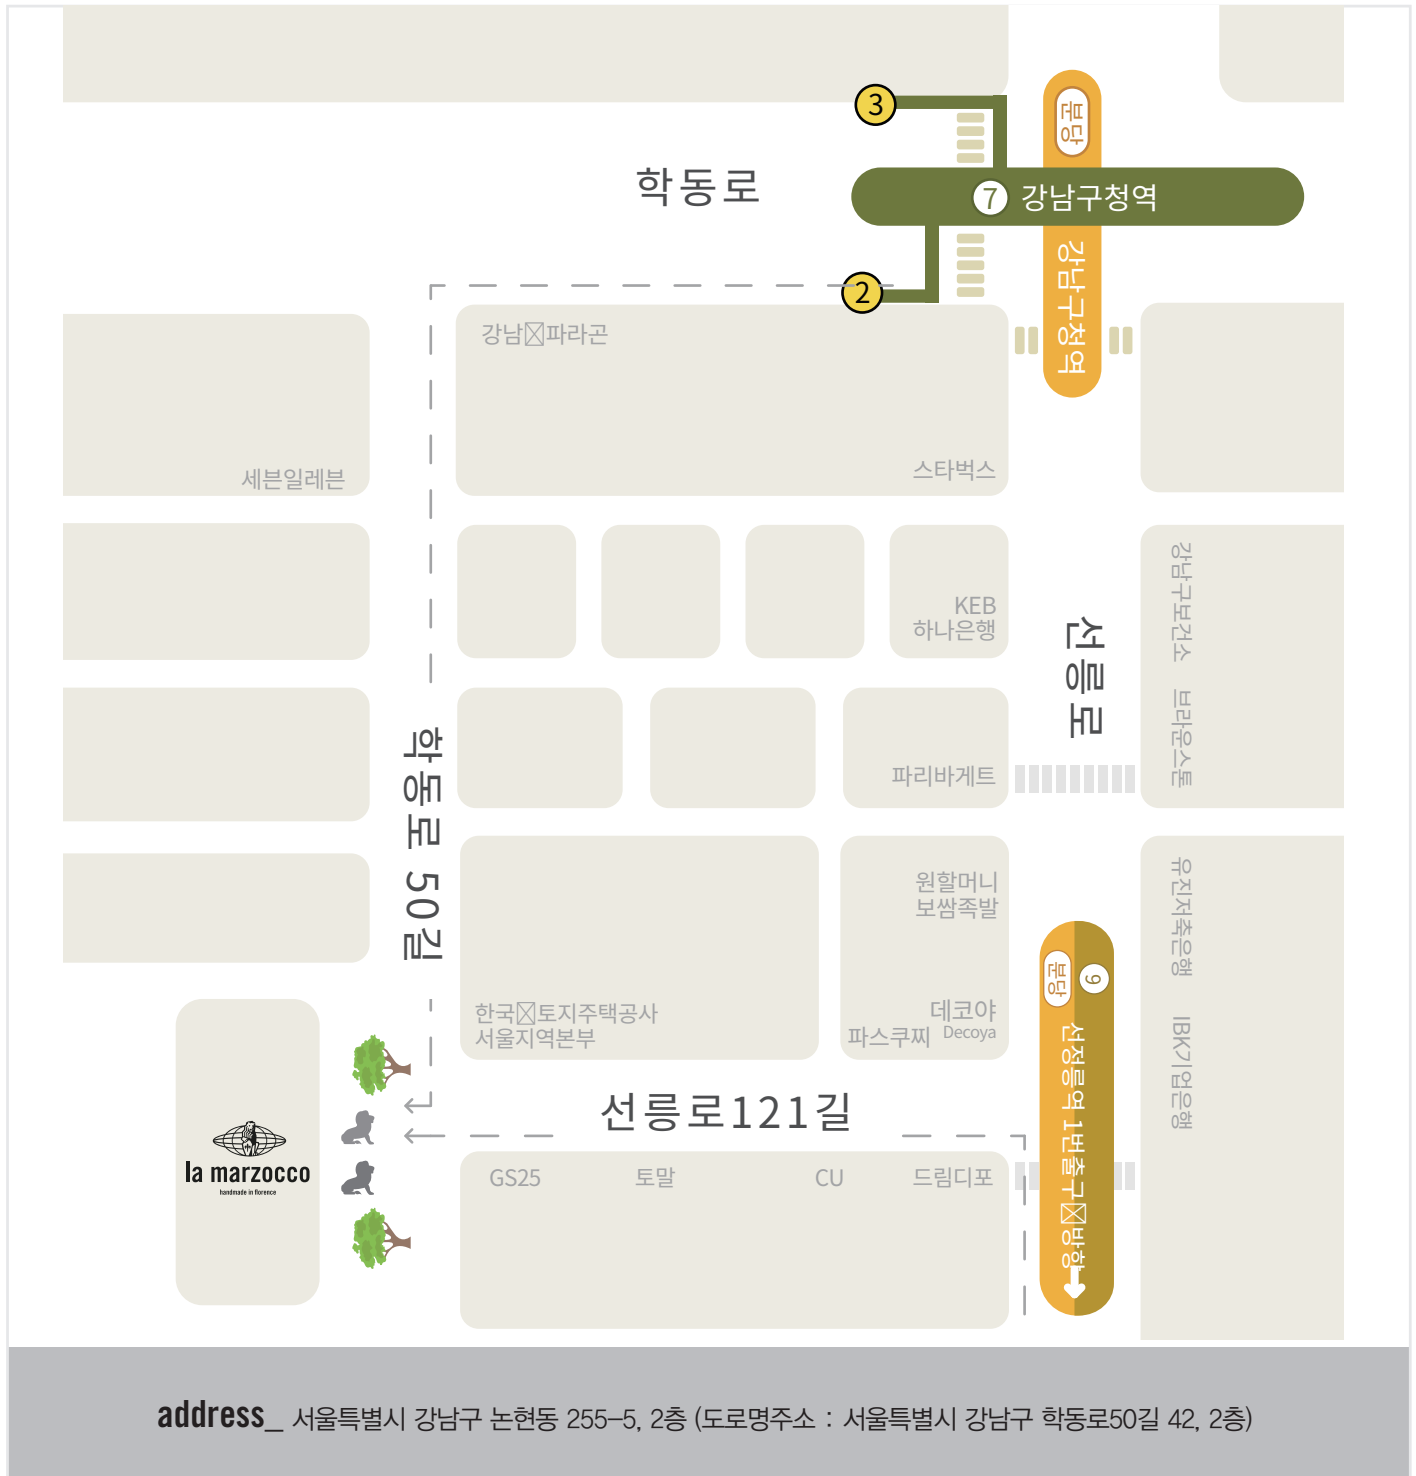 3
분당
학동로
7 강남구청역
강남구청역
2
강남 파라곤
세븐일레븐
스타벅스
KEB
하나은행
강남구보건소
브라운스톤
선릉로
파리바게트
학동로 50길
원할머니
보쌈족발
유진저축은행
9
분당
한국 토지주택공사
서울지역본부
데코야
Decoya
파스쿠찌
선정릉역 1번출구 방향
IBK기업은행
선릉로121길
la marzocco
handmade in florence
GS25
토말
CU
드림디포
address_ 서울특별시 강남구 논현동 255-5, 2층 (도로명주소 : 서울특별시 강남구 학동로50길 42, 2층)